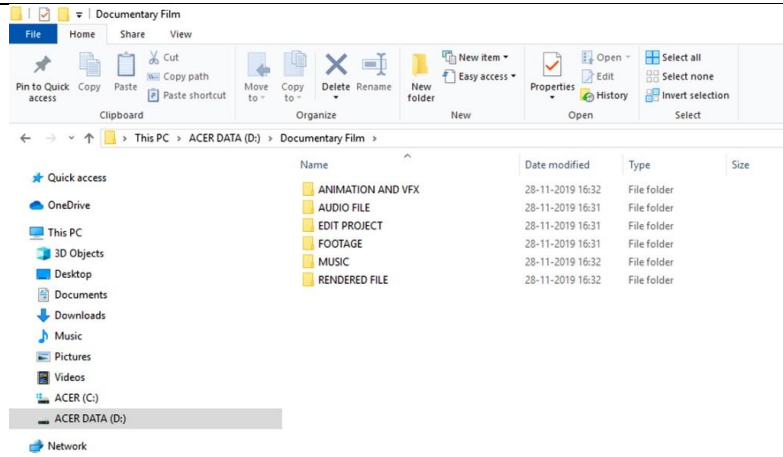 Documentary Film
File Home Share View
Pin to Quick access
Copy
Paste
Cut
Copy path
Paste shortcut
Move to
Copy to
Delete
Rename
New folder
New item
Easy access
Properties
Open
Edit
History
Select all
Select none
Invert selection
Clipboard Organize New Open Select
This PC > ACER DATA (D:) > Documentary Film >
Name Date modified Type Size
Quick access
OneDrive
This PC
3D Objects
Desktop
Documents
Downloads
Music
Pictures
Videos
ACER (C:)
ACER DATA (D:)
Network
ANIMATION AND VFX 28-11-2019 16:32 File folder
AUDIO FILE 28-11-2019 16:31 File folder
EDIT PROJECT 28-11-2019 16:31 File folder
FOOTAGE 28-11-2019 16:31 File folder
MUSIC 28-11-2019 16:32 File folder
RENDERED FILE 28-11-2019 16:32 File folder